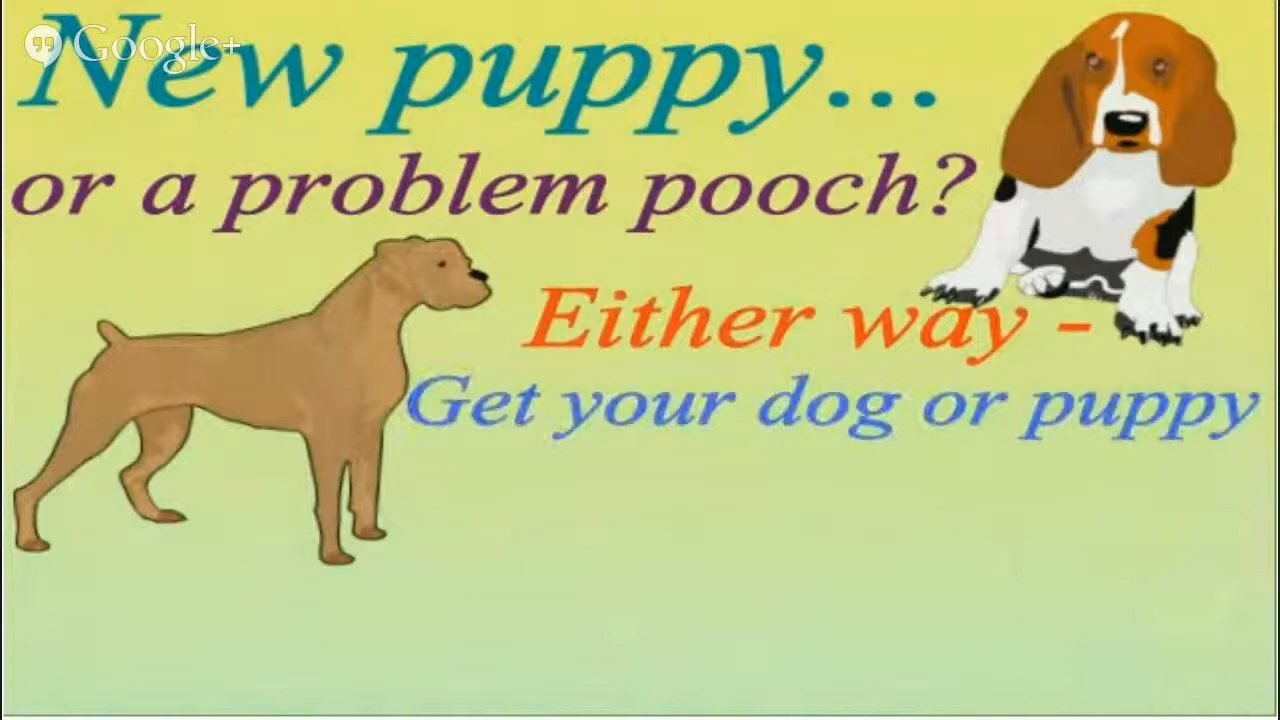 Google+
New puppy...
or a problem pooch?
Either way -
Get your dog or puppy